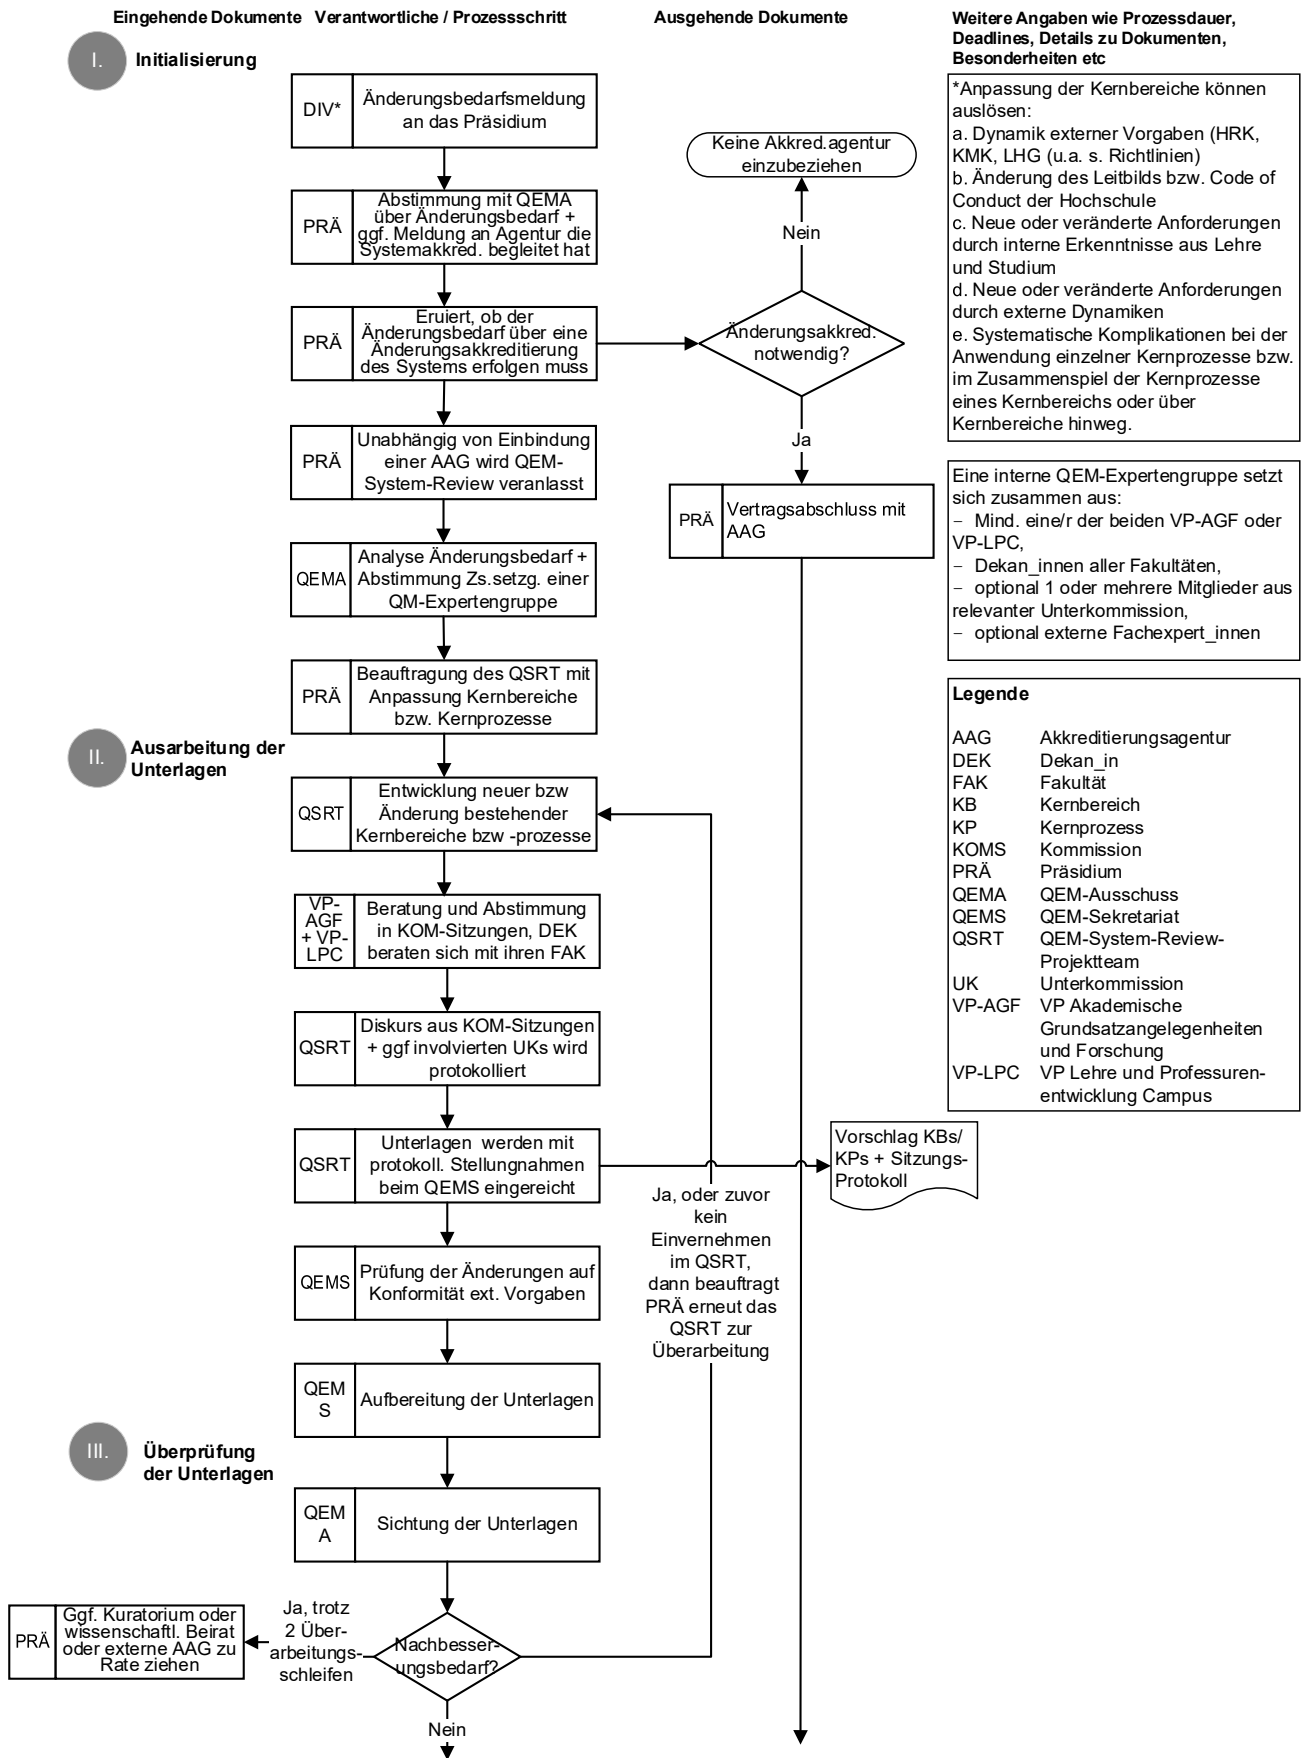 Eingehende Dokumente
Verantwortliche / Prozessschritt
Ausgehende Dokumente
Weitere Angaben wie Prozessdauer,
Deadlines, Details zu Dokumenten,
Besonderheiten etc
I.
Initialisierung
DIV*
Änderungsbedarfsmeldung
an das Präsidium
PRÄ
Abstimmung mit QEMA
über Änderungsbedarf +
ggf. Meldung an Agentur die
Systemakkred. begleitet hat
PRÄ
Eruiert, ob der
Änderungsbedarf über eine
Änderungsakkreditierung
des Systems erfolgen muss
Keine Akkred.agentur
einzubeziehen
Nein
Änderungsakkred.
notwendig?
Ja
PRÄ
Vertragsabschluss mit
AAG
PRÄ
Unabhängig von Einbindung
einer AAG wird QEM-
System-Review veranlasst
QEMA
Analyse Änderungsbedarf +
Abstimmung Zs.setzg. einer
QM-Expertengruppe
PRÄ
Beauftragung des QSRT mit
Anpassung Kernbereiche
bzw. Kernprozesse
II.
Ausarbeitung der
Unterlagen
QSRT
Entwicklung neuer bzw
Änderung bestehender
Kernbereiche bzw -prozesse
VP-
AGF
+ VP-
LPC
Beratung und Abstimmung
in KOM-Sitzungen, DEK
beraten sich mit ihren FAK
QSRT
Diskurs aus KOM-Sitzungen
+ ggf involvierten UKs wird
protokolliert
QSRT
Unterlagen  werden mit
protokoll. Stellungnahmen
beim QEMS eingereicht
Vorschlag KBs/
KPs + Sitzungs-
Protokoll
QEMS
Prüfung der Änderungen auf
Konformität ext. Vorgaben
Ja, oder zuvor
kein
Einvernehmen
im QSRT,
dann beauftragt
PRÄ erneut das
QSRT zur
Überarbeitung
QEM
S
Aufbereitung der Unterlagen
III.
Überprüfung
der Unterlagen
QEM
A
Sichtung der Unterlagen
Nachbesser-
ungsbedarf?
Ja, trotz
2 Über-
arbeitungs-
schleifen
PRÄ
Ggf. Kuratorium oder
wissenschaftl. Beirat
oder externe AAG zu
Rate ziehen
Nein
*Anpassung der Kernbereiche können
auslösen:
a. Dynamik externer Vorgaben (HRK,
KMK, LHG (u.a. s. Richtlinien)
b. Änderung des Leitbilds bzw. Code of
Conduct der Hochschule
c. Neue oder veränderte Anforderungen
durch interne Erkenntnisse aus Lehre
und Studium
d. Neue oder veränderte Anforderungen
durch externe Dynamiken
e. Systematische Komplikationen bei der
Anwendung einzelner Kernprozesse bzw.
im Zusammenspiel der Kernprozesse
eines Kernbereichs oder über
Kernbereiche hinweg.
Eine interne QEM-Expertengruppe setzt
sich zusammen aus:
– Mind. eine/r der beiden VP-AGF oder
VP-LPC,
– Dekan_innen aller Fakultäten,
– optional 1 oder mehrere Mitglieder aus
relevanter Unterkommission,
– optional externe Fachexpert_innen
Legende
AAG Akkreditierungsagentur
DEK Dekan_in
FAK Fakultät
KB Kernbereich
KP Kernprozess
KOMS Kommission
PRÄ Präsidium
QEMA QEM-Ausschuss
QEMS QEM-Sekretariat
QSRT QEM-System-Review-
Projektteam
UK Unterkommission
VP-AGF VP Akademische
Grundsatzangelegenheiten
und Forschung
VP-LPC VP Lehre und Professuren-
entwicklung Campus